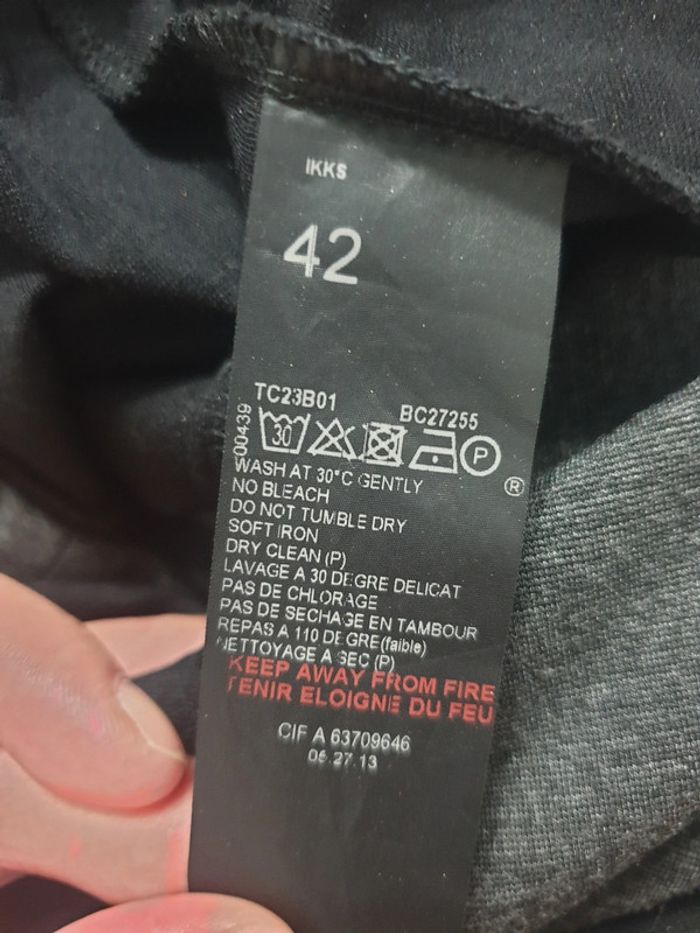 IKKS
42
TC23B01
BC27255
00439
30
P
®
WASH AT 30°C GENTLY
NO BLEACH
DO NOT TUMBLE DRY
SOFT IRON
DRY CLEAN (P)
LAVAGE A 30 DEGRE DELICAT
PAS DE CHLORAGE
PAS DE SECHAGE EN TAMBOUR
REPAS A 110 DEGRE(faible)
NETTOYAGE A SEC (P)
KEEP AWAY FROM FIRE
TENIR ELOIGNE DU FEU
CIF A 63709646
06.27.13